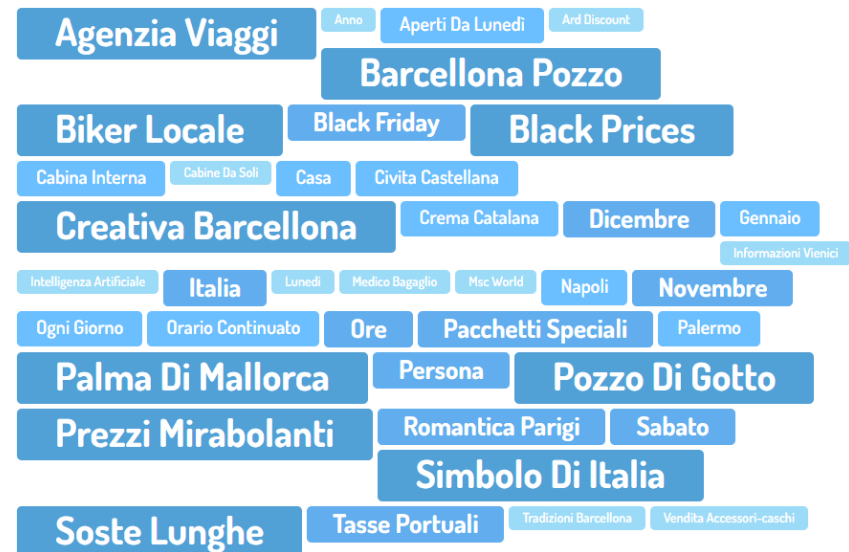 Agenzia Viaggi Anno Aperti Da Lunedì Ard Discount
Barcellona Pozzo
Biker Locale Black Friday Black Prices
Cabina Interna Cabine Da Soli Casa Civita Castellana
Creativa Barcellona Crema Catalana Dicembre Gennaio
Informazioni Vienici
Intelligenza Artificiale Italia Lunedì Medico Bagaglio Msc World Napoli Novembre
Ogni Giorno Orario Continuato Ore Pacchetti Speciali Palermo
Palma Di Mallorca Persona Pozzo Di Gotto
Prezzi Mirabolanti Romantica Parigi Sabato
Simbolo Di Italia
Soste Lunghe Tasse Portuali Tradizioni Barcellona Vendita Accessori-caschi